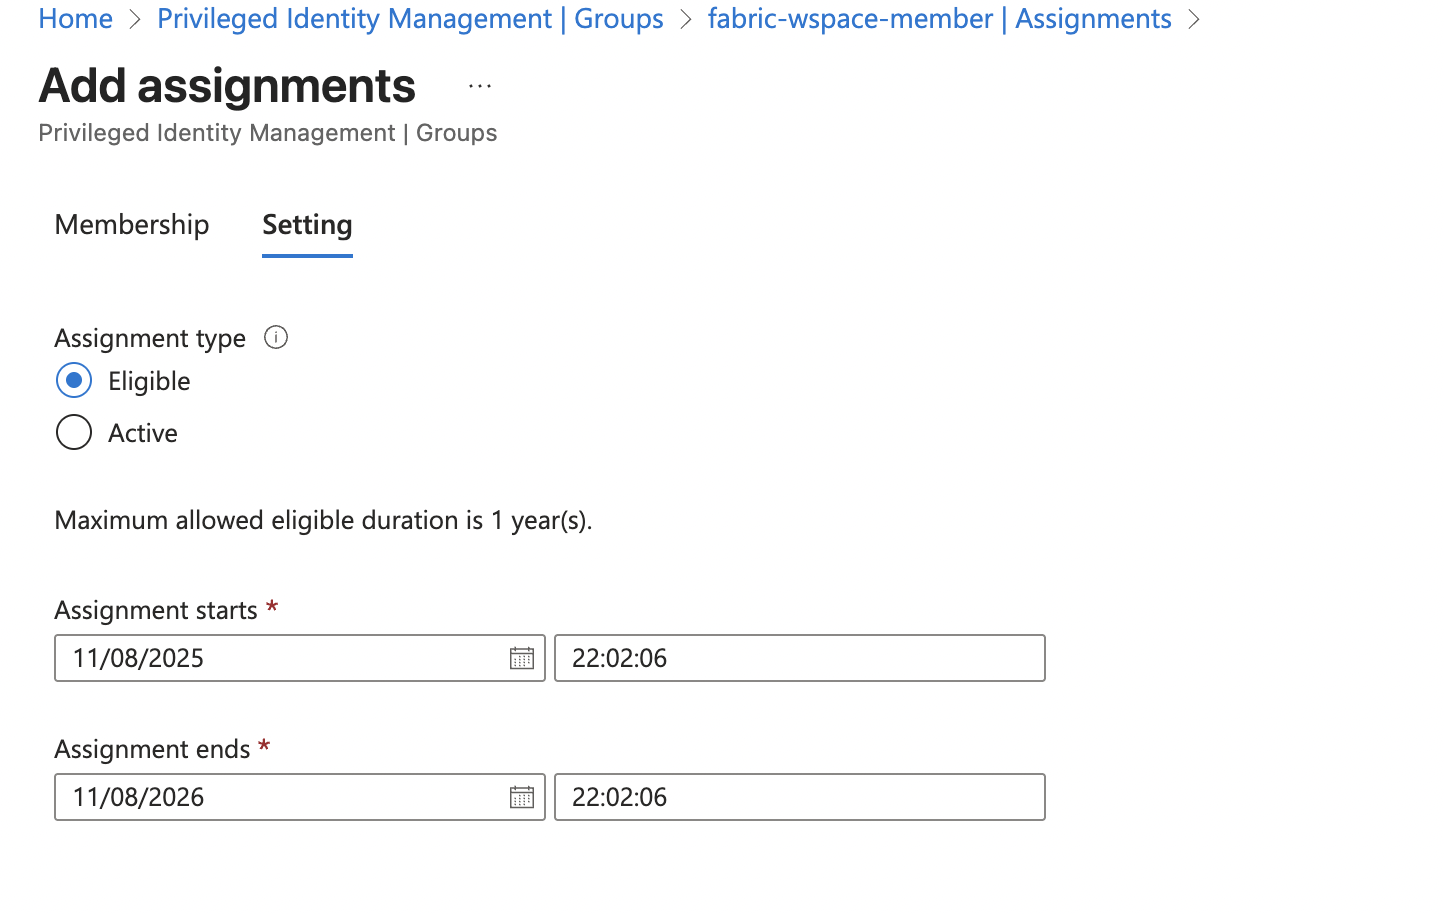 Home > Privileged Identity Management | Groups > fabric-wspace-member | Assignments >
Add assignments ...
Privileged Identity Management | Groups
Membership Setting
Assignment type
Eligible
Active
Maximum allowed eligible duration is 1 year(s).
Assignment starts *
11/08/2025 22:02:06
Assignment ends *
11/08/2026 22:02:06